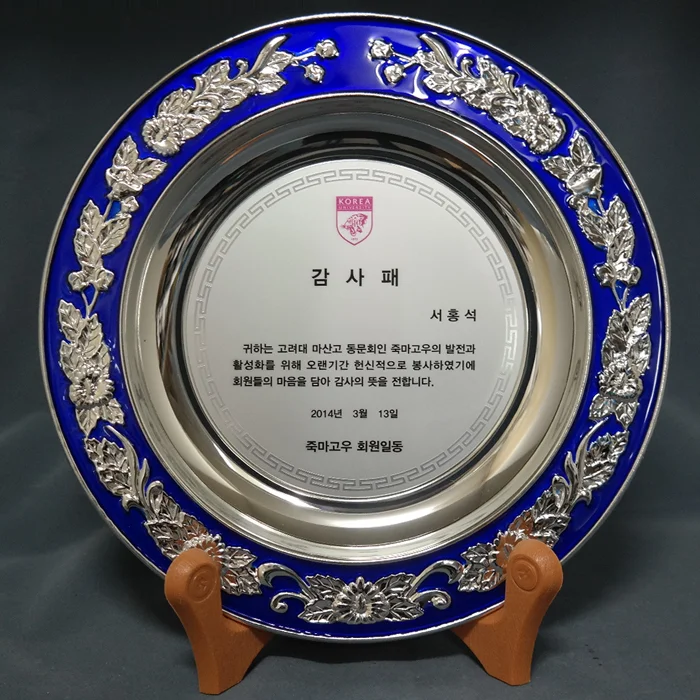 KOREA
UNIVERSITY
감 사 패
서 홍 석
귀하는 고려대 마산고 동문회인 죽마고우의 발전과
활성화를 위해 오랜기간 헌신적으로 봉사하였기에
회원들의 마음을 담아 감사의 뜻을 전합니다.
2014년 3월 13일
죽마고우 회원일동